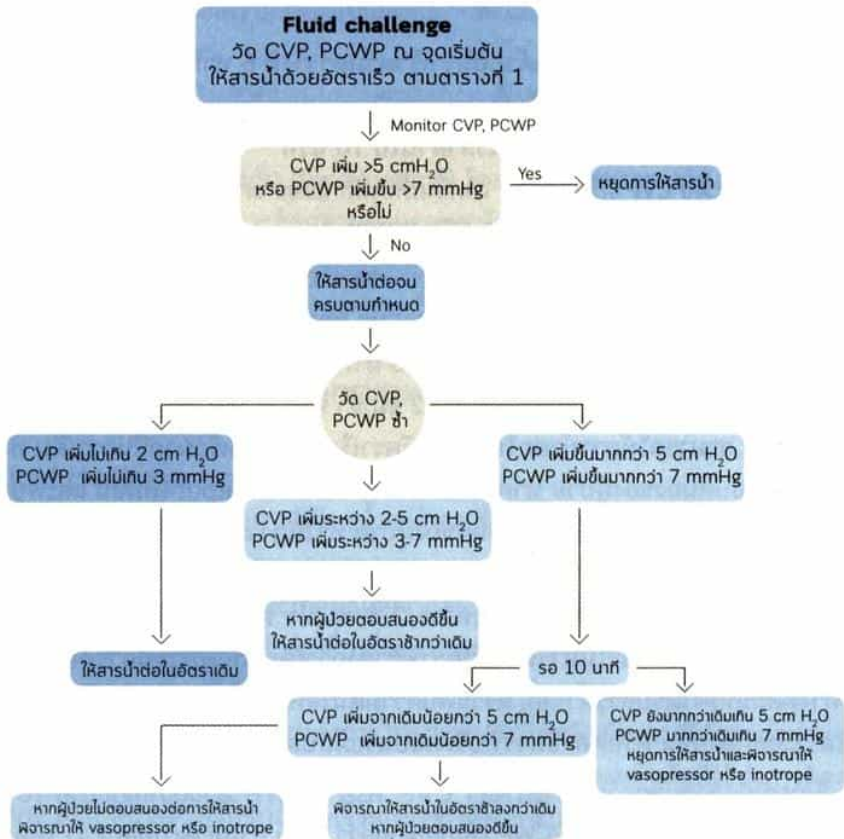 Fluid challenge
วัด CVP, PCWP ณ จุดเริ่มต้น
ให้สารน้ำด้วยอัตราเร็ว ตามตารางที่ 1
Monitor CVP, PCWP
CVP เพิ่ม >5 cmH₂O
หรือ PCWP เพิ่มขึ้น >7 mmHg
หรือไม่
Yes
หยุดการให้สารน้ำ
No
ให้สารน้ำต่อจน
ครบตามกำหนด
วัด CVP,
PCWP ซ้ำ
CVP เพิ่มไม่เกิน 2 cm H₂O
PCWP เพิ่มไม่เกิน 3 mmHg
CVP เพิ่มขึ้นมากกว่า 5 cm H₂O
PCWP เพิ่มขึ้นมากกว่า 7 mmHg
CVP เพิ่มระหว่าง 2-5 cm H₂O
PCWP เพิ่มระหว่าง 3-7 mmHg
หากผู้ป่วยตอบสนองดีขึ้น
ให้สารน้ำต่อในอัตราช้ากว่าเดิม
ให้สารน้ำต่อในอัตราเดิม
รอ 10 นาที
CVP เพิ่มจากเดิมน้อยกว่า 5 cm H₂O
PCWP เพิ่มจากเดิมน้อยกว่า 7 mmHg
CVP ยังมากกว่าเดิมเกิน 5 cm H₂O
PCWP มากกว่าเดิมเกิน 7 mmHg
หยุดการให้สารน้ำและพิจารณาให้
vasopressor หรือ inotrope
หากผู้ป่วยไม่ตอบสนองต่อการให้สารน้ำ
พิจารณาให้ vasopressor หรือ inotrope
พิจารณาให้สารน้ำในอัตราช้าลงกว่าเดิม
หากผู้ป่วยตอบสนองดีขึ้น